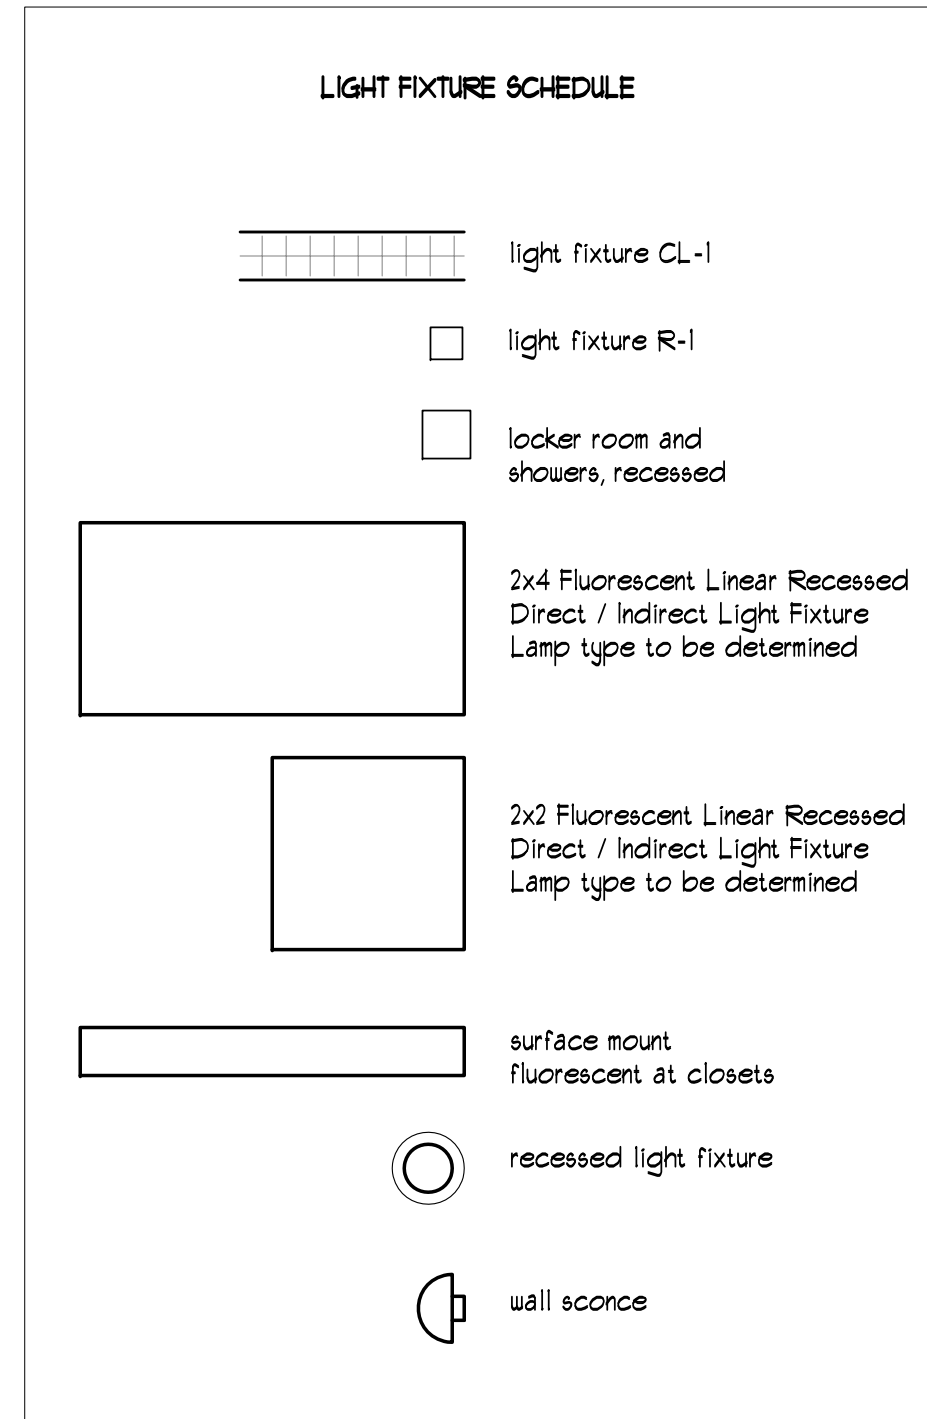 LIGHT FIXTURE SCHEDULE
light fixture CL-1
light fixture R-1
locker room and
showers, recessed
2x4 Fluorescent Linear Recessed
Direct / Indirect Light Fixture
Lamp type to be determined
2x2 Fluorescent Linear Recessed
Direct / Indirect Light Fixture
Lamp type to be determined
surface mount
fluorescent at closets
recessed light fixture
wall sconce